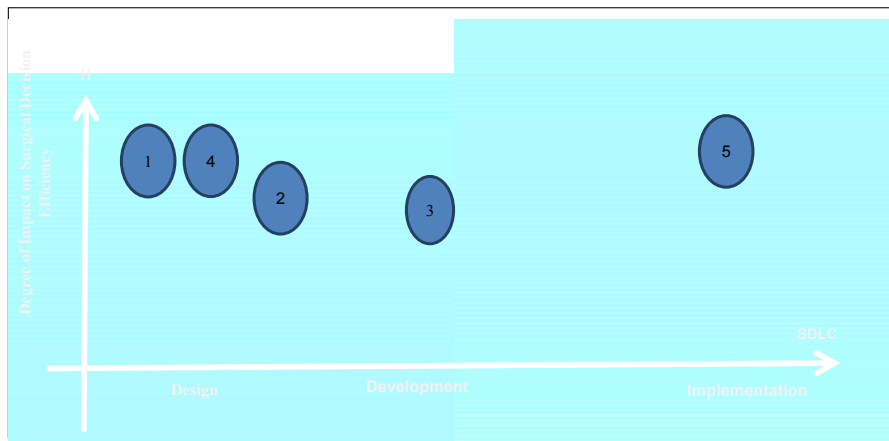 H
Degree of Impact on Surgical Decision
Efficiency
1
4
2
3
5
SDLC
Design
Development
Implementation